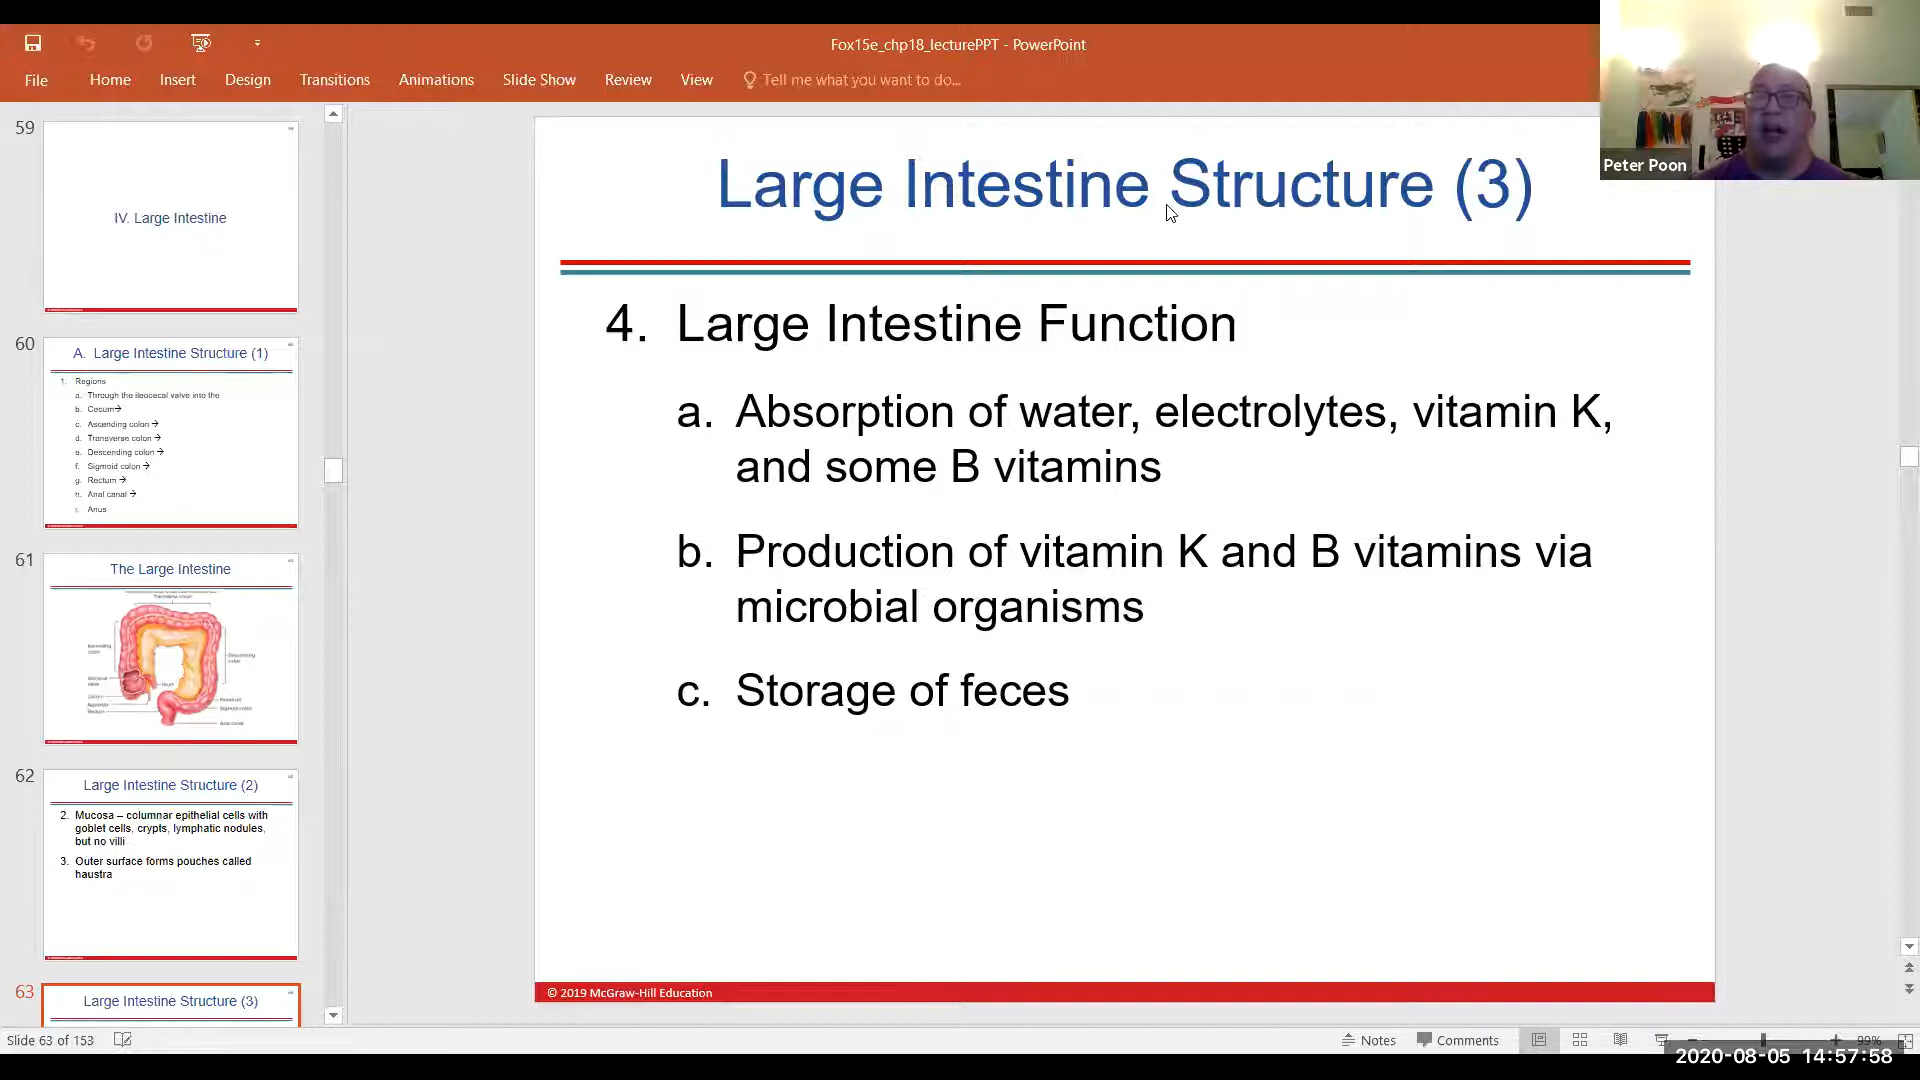 Fox15e_chp18_lecturePPT - PowerPoint
File Home Insert Design Transitions Animations Slide Show Review View Tell me what you want to do...
Peter Poon
59
IV. Large Intestine
60
A. Large Intestine Structure (1)
1. Regions
a. Through the ileocecal valve into the
b. Cecum→
c. Ascending colon →
d. Transverse colon →
e. Descending colon →
f. Sigmoid colon →
g. Rectum →
h. Anal canal →
i. Anus
61
The Large Intestine
62
Large Intestine Structure (2)
2. Mucosa – columnar epithelial cells with
goblet cells, crypts, lymphatic nodules,
but no villi
3. Outer surface forms pouches called
haustra
63
Large Intestine Structure (3)
Large Intestine Structure (3)
4. Large Intestine Function
a. Absorption of water, electrolytes, vitamin K,
and some B vitamins
b. Production of vitamin K and B vitamins via
microbial organisms
c. Storage of feces
© 2019 McGraw-Hill Education
Slide 63 of 153
Notes Comments
99%
2020-08-05 14:57:58